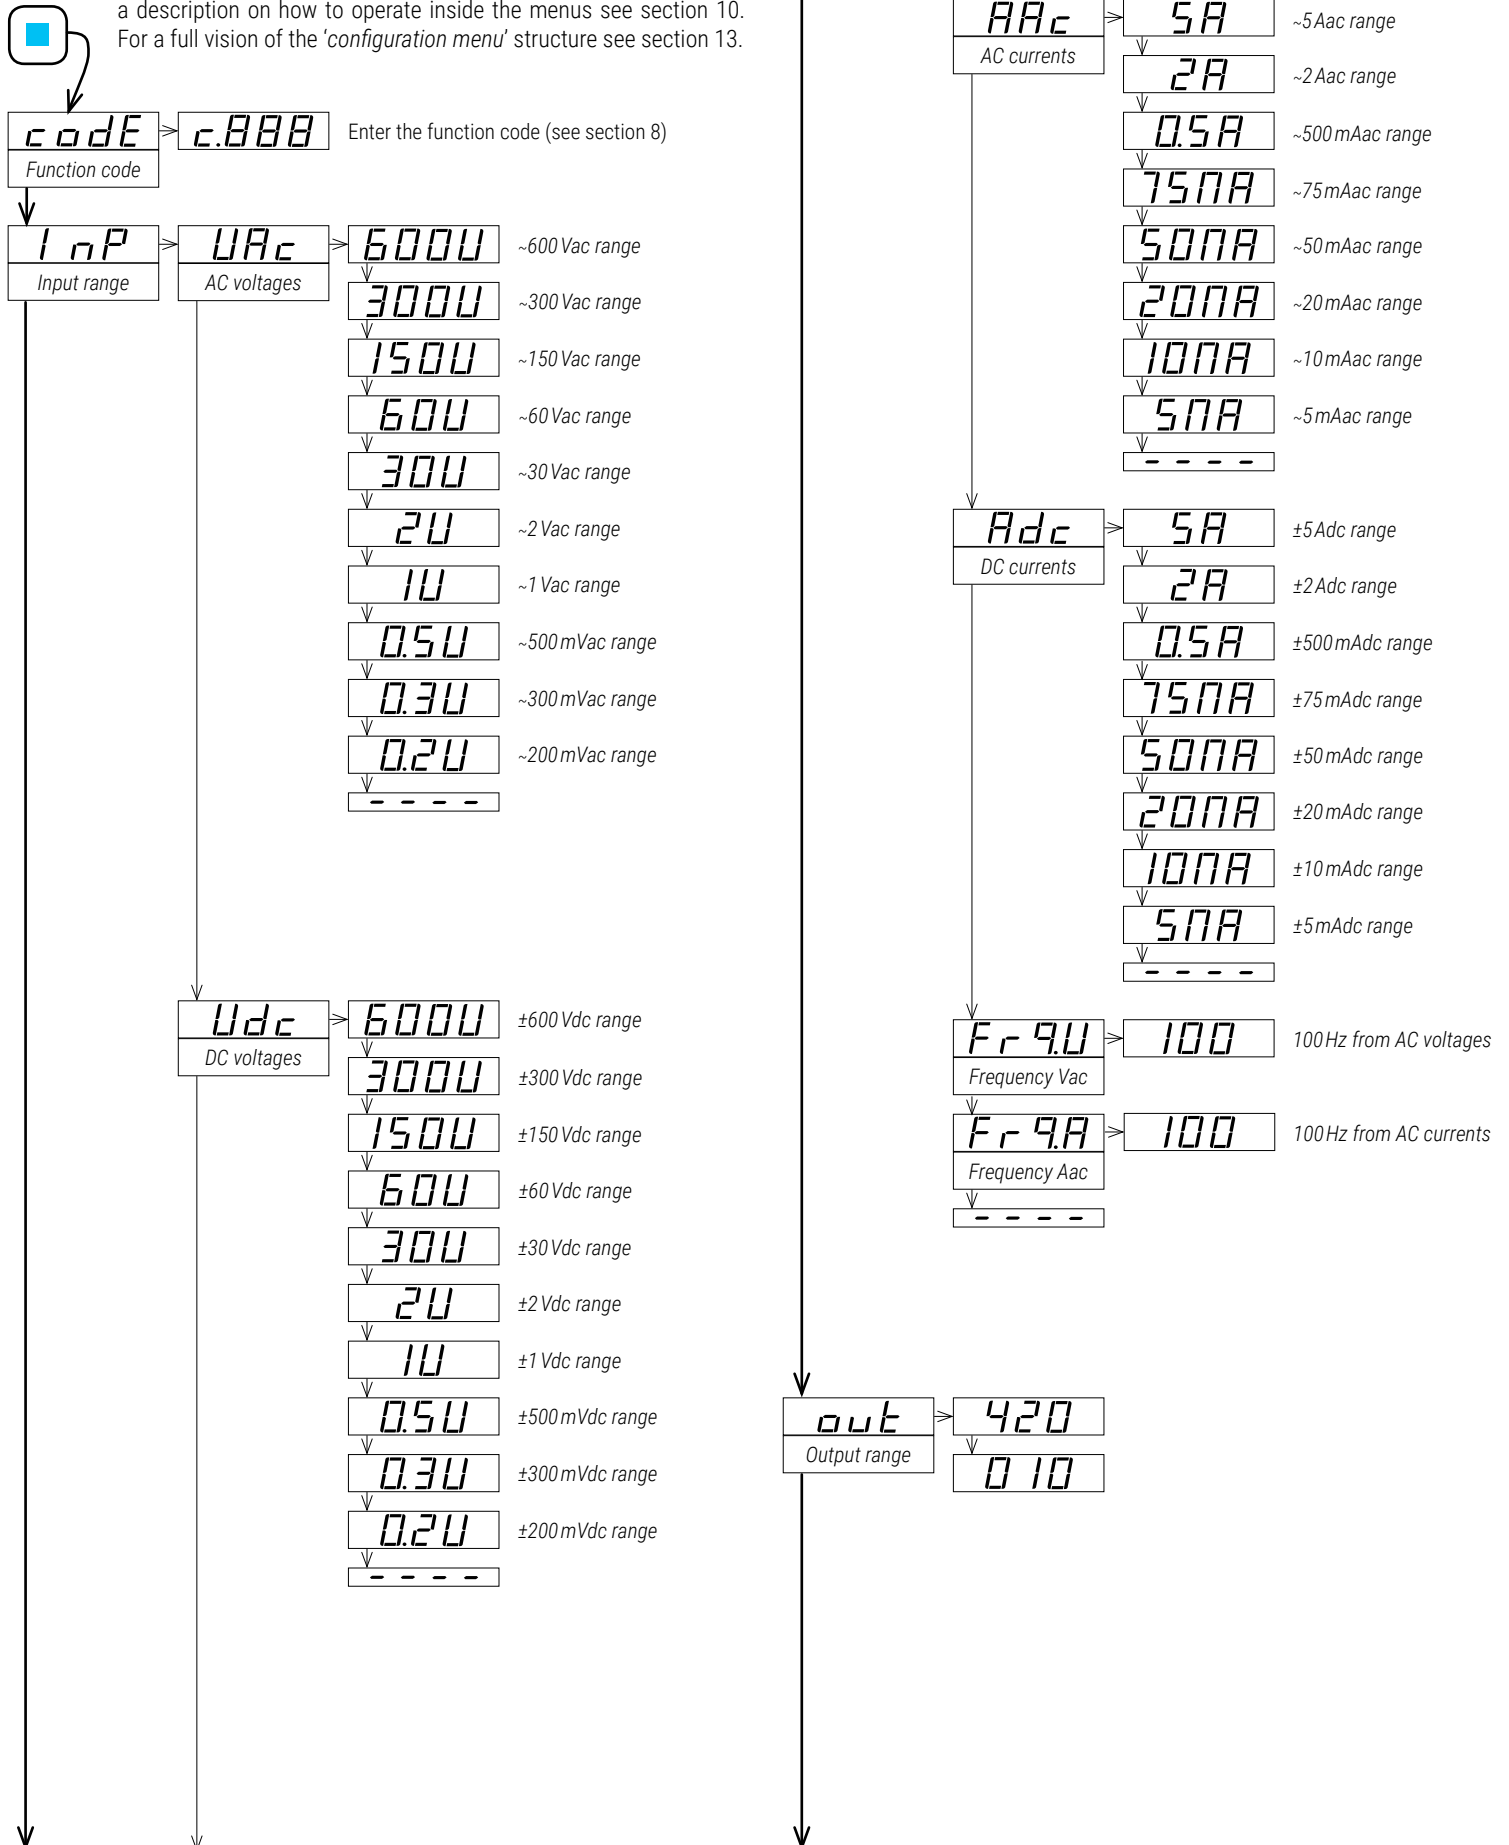 a description on how to operate inside the menus see section 10.
For a full vision of the 'configuration menu' structure see section 13.
codE
c.888
Enter the function code (see section 8)
Function code
InP
UAc
600U
~600 Vac range
Input range
AC voltages
300U
~300 Vac range
150U
~150 Vac range
60U
~60 Vac range
30U
~30 Vac range
2U
~2 Vac range
1U
~1 Vac range
0.5U
~500 mVac range
0.3U
~300 mVac range
0.2U
~200 mVac range
- - - -
Udc
600U
±600 Vdc range
DC voltages
300U
±300 Vdc range
150U
±150 Vdc range
60U
±60 Vdc range
30U
±30 Vdc range
2U
±2 Vdc range
1U
±1 Vdc range
0.5U
±500 mVdc range
0.3U
±300 mVdc range
0.2U
±200 mVdc range
- - - -
AAc
5A
~5 Aac range
AC currents
2A
~2 Aac range
0.5A
~500 mAac range
75MA
~75 mAac range
50MA
~50 mAac range
20MA
~20 mAac range
10MA
~10 mAac range
5MA
~5 mAac range
- - - -
Adc
5A
±5 Adc range
DC currents
2A
±2 Adc range
0.5A
±500 mAdc range
75MA
±75 mAdc range
50MA
±50 mAdc range
20MA
±20 mAdc range
10MA
±10 mAdc range
5MA
±5 mAdc range
- - - -
Frq.U
100
100 Hz from AC voltages
Frequency Vac
Frq.A
100
100 Hz from AC currents
Frequency Aac
- - - -
out
420
Output range
010